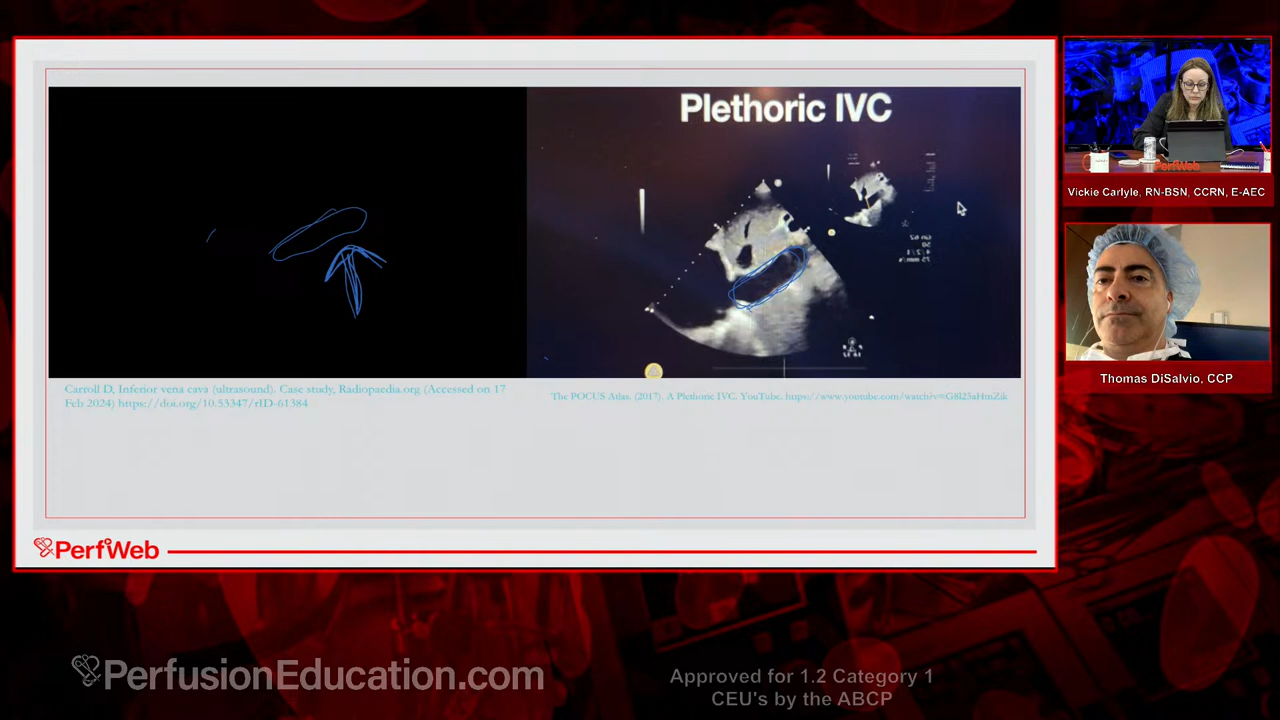 Plethoric IVC
Carroll D, Inferior vena cava (ultrasound). Case study, Radiopaedia.org (Accessed on 17
Feb 2024) https://doi.org/10.53347/rID-61384
The POCUS Atlas. (2017). A Plethoric IVC. YouTube.
PerfWeb
PerfusionEducation.com
Approved for 1.2 Category 1
CEU's by the ABCP
PerfWeb
Vickie Carlyle, RN-BSN, CCRN, E-AEC
Thomas DiSalvio, CCP